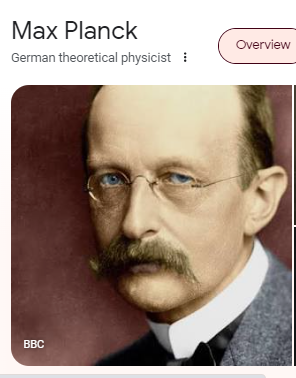 Max Planck
German theoretical physicist
Overview
BBC